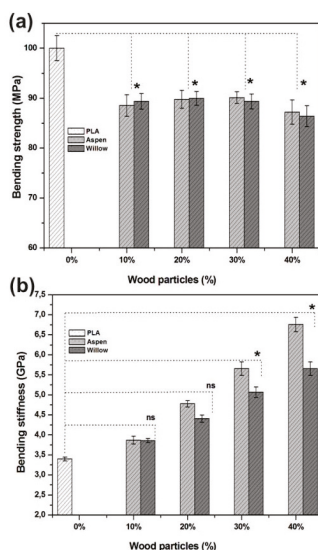 (a)
*
*
*
*
100
90
80
70
60
Bending strength (MPa)
PLA
Aspen
Willow
0%
10%
20%
30%
40%
Wood particles (%)
(b)
7,5
7,0
6,5
6,0
5,5
5,0
4,5
4,0
3,5
3,0
2,5
2,0
Bending stiffness (GPa)
PLA
Aspen
Willow
*
*
ns
ns
0%
10%
20%
30%
40%
Wood particles (%)